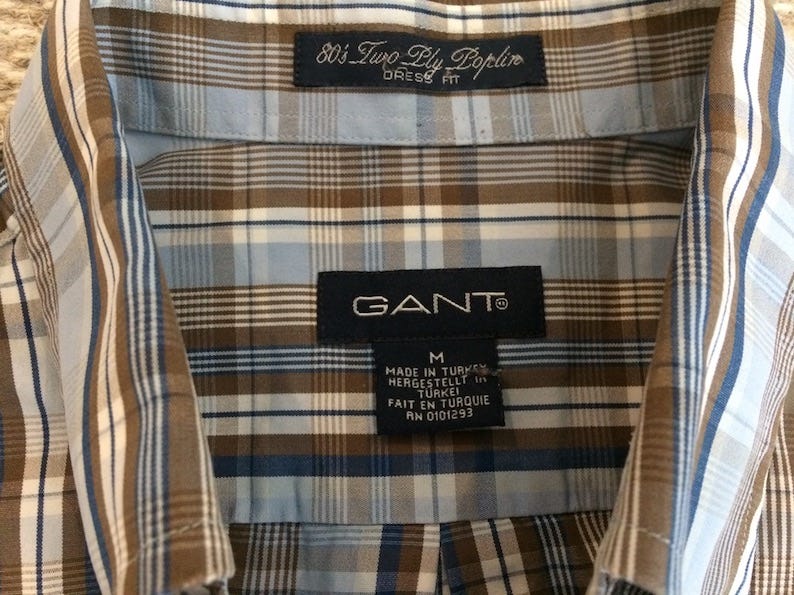 80's Two Ply Poplin
DRESS FIT
GANT
M
MADE IN TURKEY
HERGESTELLT IN
TÜRKEI
FAIT EN TURQUIE
RN 0101293